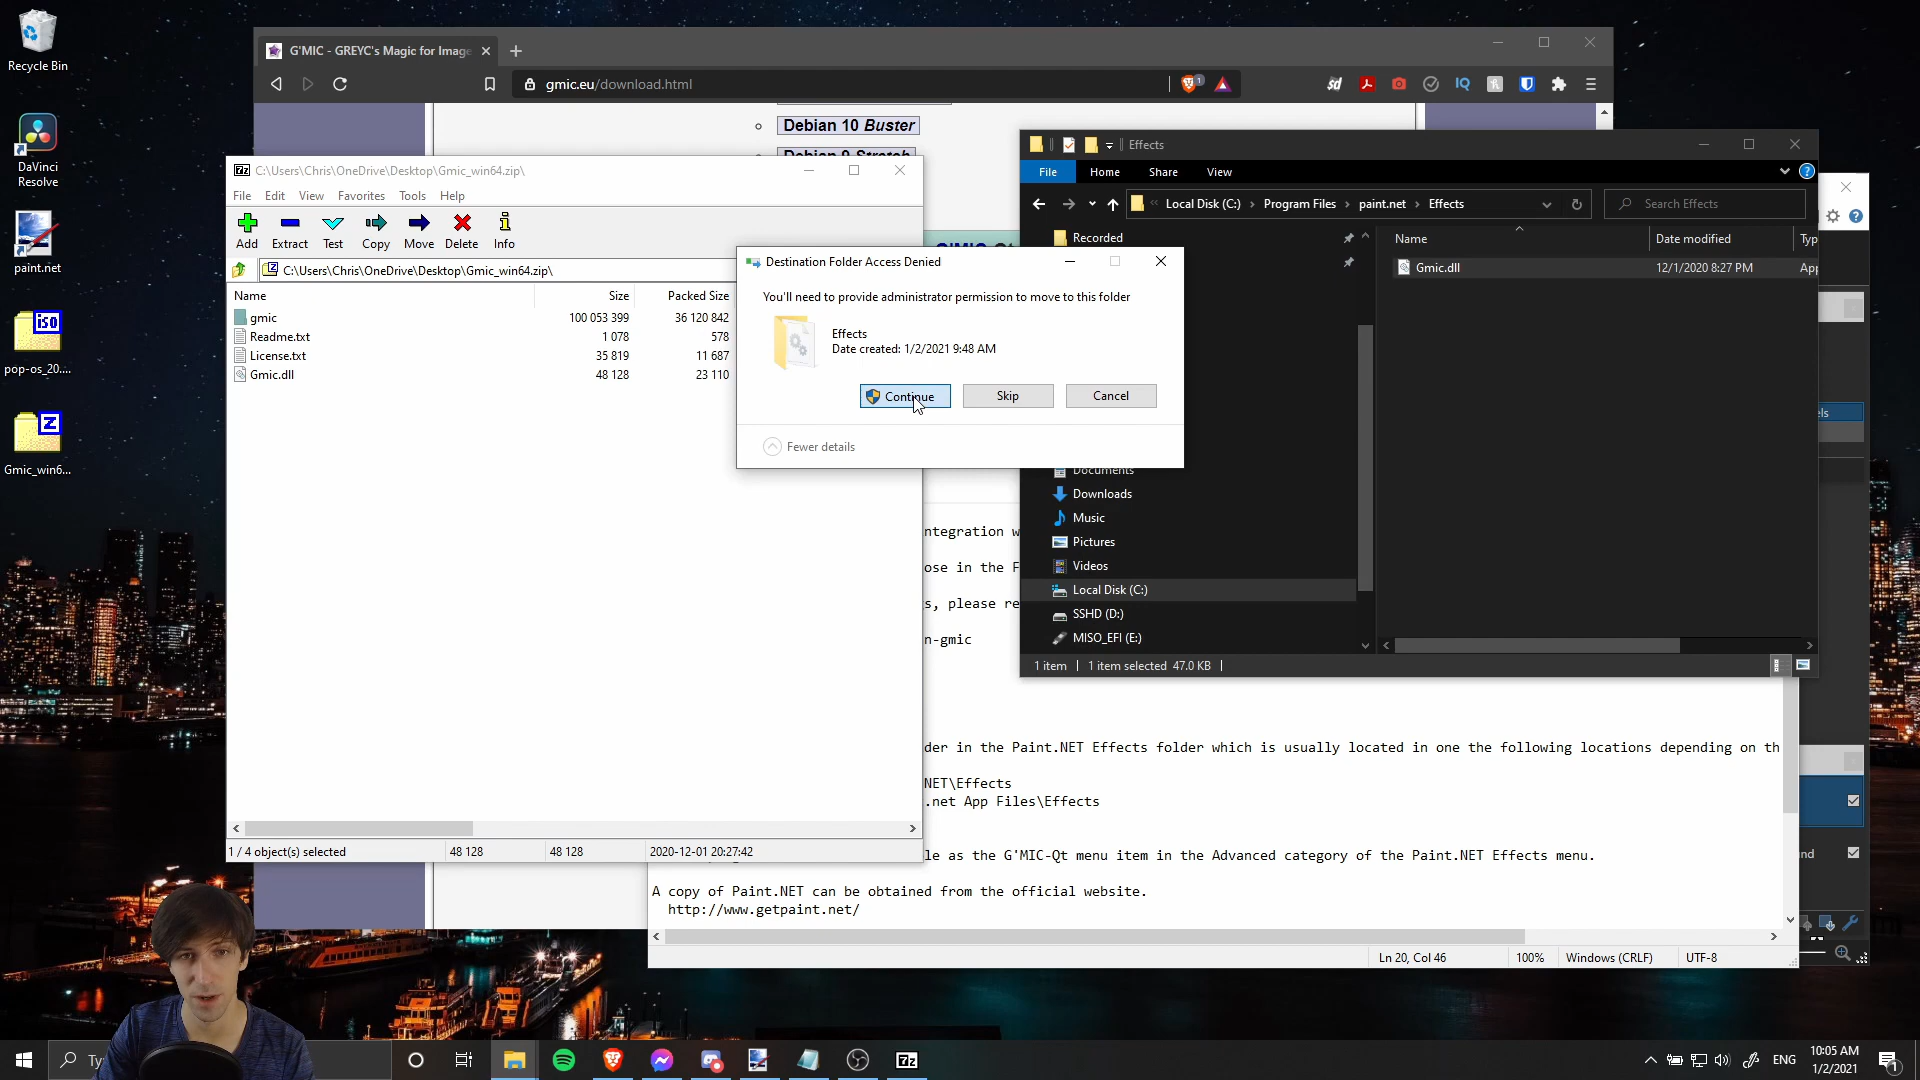 Recycle Bin
DaVinci
Resolve
paint.net
pop-os_20....
Gmic_win6...
G'MIC - GREYC's Magic for Image
gmic.eu/download.html
Debian 10 Buster
C:\Users\Chris\OneDrive\Desktop\Gmic_win64.zip\
File Edit View Favorites Tools Help
Add Extract Test Copy Move Delete Info
C:\Users\Chris\OneDrive\Desktop\Gmic_win64.zip\
Name Size Packed Size
gmic 100 053 399 36 120 842
Readme.txt 1 078 578
License.txt 35 819 11 687
Gmic.dll 48 128 23 110
1 / 4 object(s) selected 48 128 48 128 2020-12-01 20:27:42
Destination Folder Access Denied
You'll need to provide administrator permission to move to this folder
Effects
Date created: 1/2/2021 9:48 AM
Continue Skip Cancel
Fewer details
Effects
File Home Share View
Local Disk (C:) > Program Files > paint.net > Effects
Search Effects
Recorded
Name Date modified Typ
Gmic.dll 12/1/2020 8:27 PM App
Documents
Downloads
Music
Pictures
Videos
Local Disk (C:)
SSHD (D:)
MISO_EFI (E:)
1 item 1 item selected 47.0 KB
ntegration w
ose in the F
s, please re
n-gmic
der in the Paint.NET Effects folder which is usually located in one the following locations depending on th
NET\Effects
.net App Files\Effects
le as the G'MIC-Qt menu item in the Advanced category of the Paint.NET Effects menu.
A copy of Paint.NET can be obtained from the official website.
http://www.getpaint.net/
Ln 20, Col 46 100% Windows (CRLF) UTF-8
els
nd
Ty
ENG
10:05 AM
1/2/2021